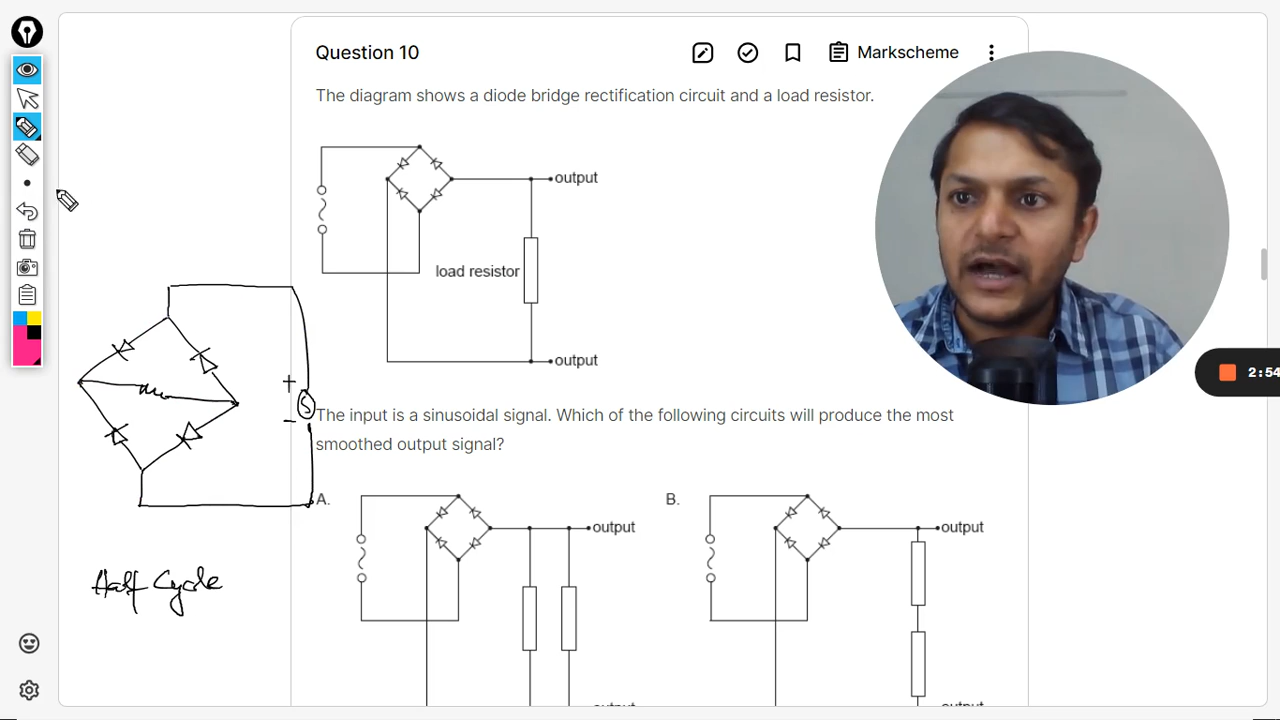 Question 10
Markscheme
The diagram shows a diode bridge rectification circuit and a load resistor.
output
load resistor
output
2:54
+
S
-
The input is a sinusoidal signal. Which of the following circuits will produce the most
smoothed output signal?
A.
output
B.
output
Half Cycle
output
output